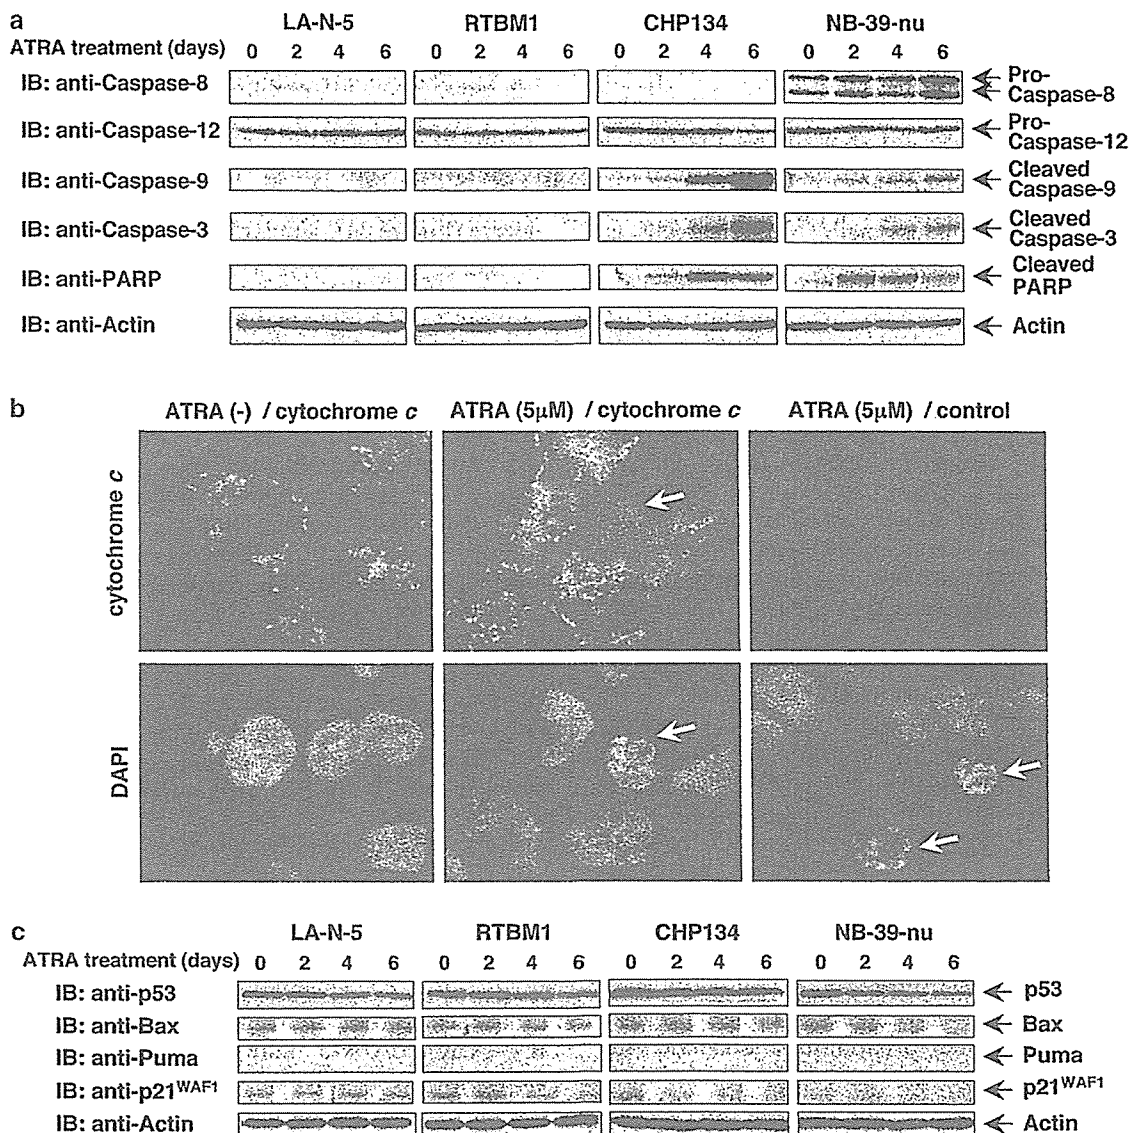 a
LA-N-5 RTBM1 CHP134 NB-39-nu
ATRA treatment (days) 0 2 4 6 0 2 4 6 0 2 4 6 0 2 4 6
IB: anti-Caspase-8 Pro-Caspase-8
IB: anti-Caspase-12 Pro-Caspase-12
IB: anti-Caspase-9 Cleaved Caspase-9
IB: anti-Caspase-3 Cleaved Caspase-3
IB: anti-PARP Cleaved PARP
IB: anti-Actin Actin
b
ATRA (-) / cytochrome c ATRA (5μM) / cytochrome c ATRA (5μM) / control
cytochrome c
DAPI
c
LA-N-5 RTBM1 CHP134 NB-39-nu
ATRA treatment (days) 0 2 4 6 0 2 4 6 0 2 4 6 0 2 4 6
IB: anti-p53 p53
IB: anti-Bax Bax
IB: anti-Puma Puma
IB: anti-p21WAF1 p21WAF1
IB: anti-Actin Actin